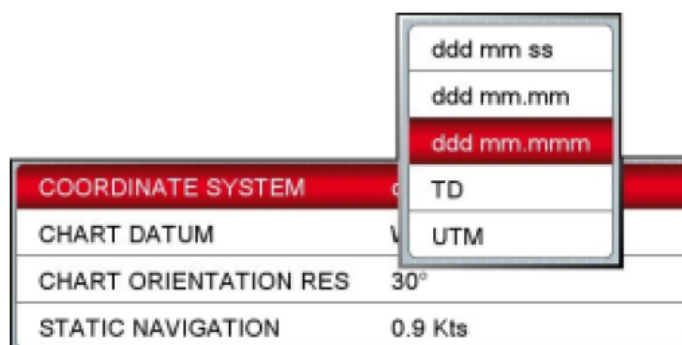 ddd mm ss
ddd mm.mm
ddd mm.mmm
COORDINATE SYSTEM
TD
CHART DATUM
UTM
CHART ORIENTATION RES 30°
STATIC NAVIGATION 0.9 Kts